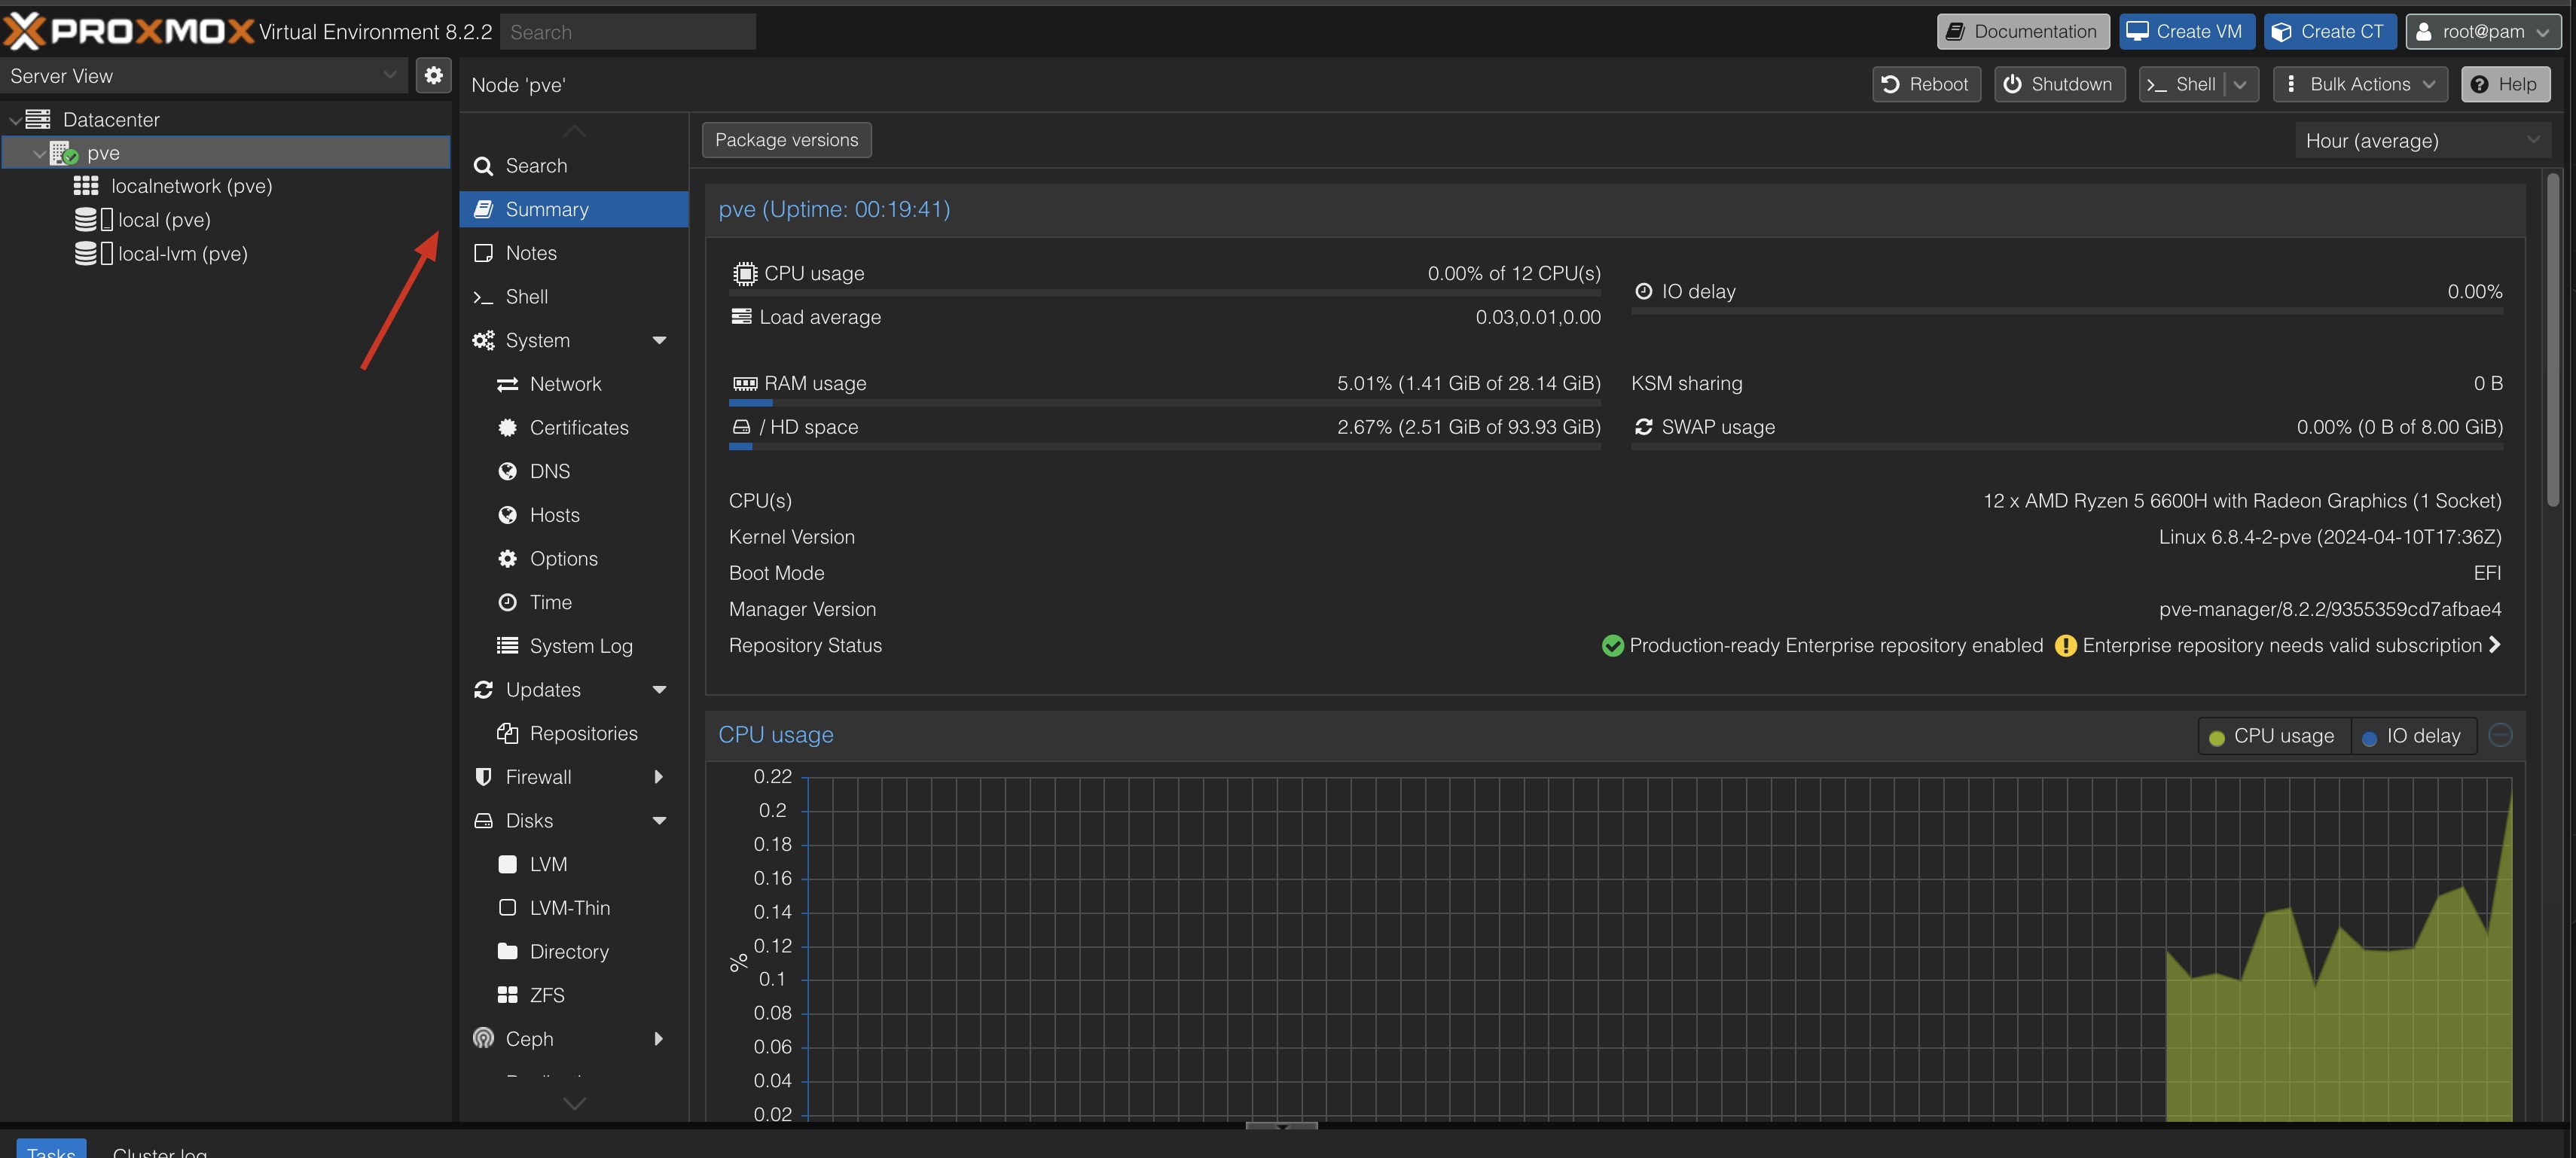 PROXMOX Virtual Environment 8.2.2 Search Documentation Create VM Create CT root@pam
Server View
Node 'pve' Reboot Shutdown Shell Bulk Actions Help
Datacenter
pve
localnetwork (pve)
local (pve)
local-lvm (pve)
Search
Summary
Notes
Shell
System
Network
Certificates
DNS
Hosts
Options
Time
System Log
Updates
Repositories
Firewall
Disks
LVM
LVM-Thin
Directory
ZFS
Ceph
Package versions Hour (average)
pve (Uptime: 00:19:41)
CPU usage 0.00% of 12 CPU(s)
IO delay 0.00%
Load average 0.03,0.01,0.00
RAM usage 5.01% (1.41 GiB of 28.14 GiB) KSM sharing 0 B
/ HD space 2.67% (2.51 GiB of 93.93 GiB) SWAP usage 0.00% (0 B of 8.00 GiB)
CPU(s) 12 x AMD Ryzen 5 6600H with Radeon Graphics (1 Socket)
Kernel Version Linux 6.8.4-2-pve (2024-04-10T17:36Z)
Boot Mode EFI
Manager Version pve-manager/8.2.2/9355359cd7afbae4
Repository Status Production-ready Enterprise repository enabled Enterprise repository needs valid subscription
CPU usage CPU usage IO delay
0.22
0.2
0.18
0.16
0.14
0.12
%
0.1
0.08
0.06
0.04
0.02
Tasks Cluster log